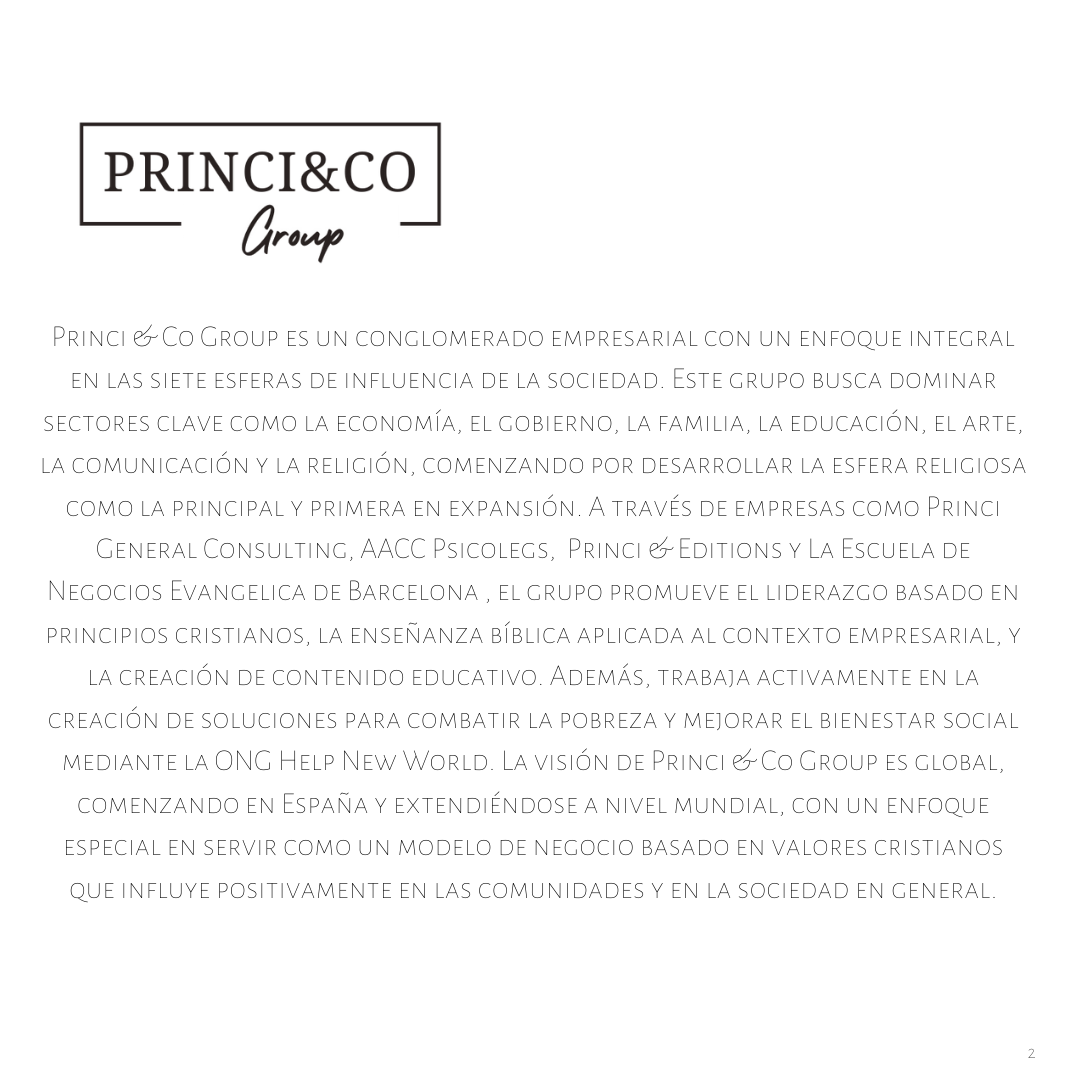 PRINCI&CO
Group
Princi & Co Group es un conglomerado empresarial con un enfoque integral
en las siete esferas de influencia de la sociedad. Este grupo busca dominar
sectores clave como la economía, el gobierno, la familia, la educación, el arte,
la comunicación y la religión, comenzando por desarrollar la esfera religiosa
como la principal y primera en expansión. A través de empresas como Princi
General Consulting, AACC Psicolegs, Princi & Editions y La Escuela de
Negocios Evangelica de Barcelona , el grupo promueve el liderazgo basado en
principios cristianos, la enseñanza bíblica aplicada al contexto empresarial, y
la creación de contenido educativo. Además, trabaja activamente en la
creación de soluciones para combatir la pobreza y mejorar el bienestar social
mediante la ONG Help New World. La visión de Princi & Co Group es global,
comenzando en España y extendiéndose a nivel mundial, con un enfoque
especial en servir como un modelo de negocio basado en valores cristianos
que influye positivamente en las comunidades y en la sociedad en general.
2